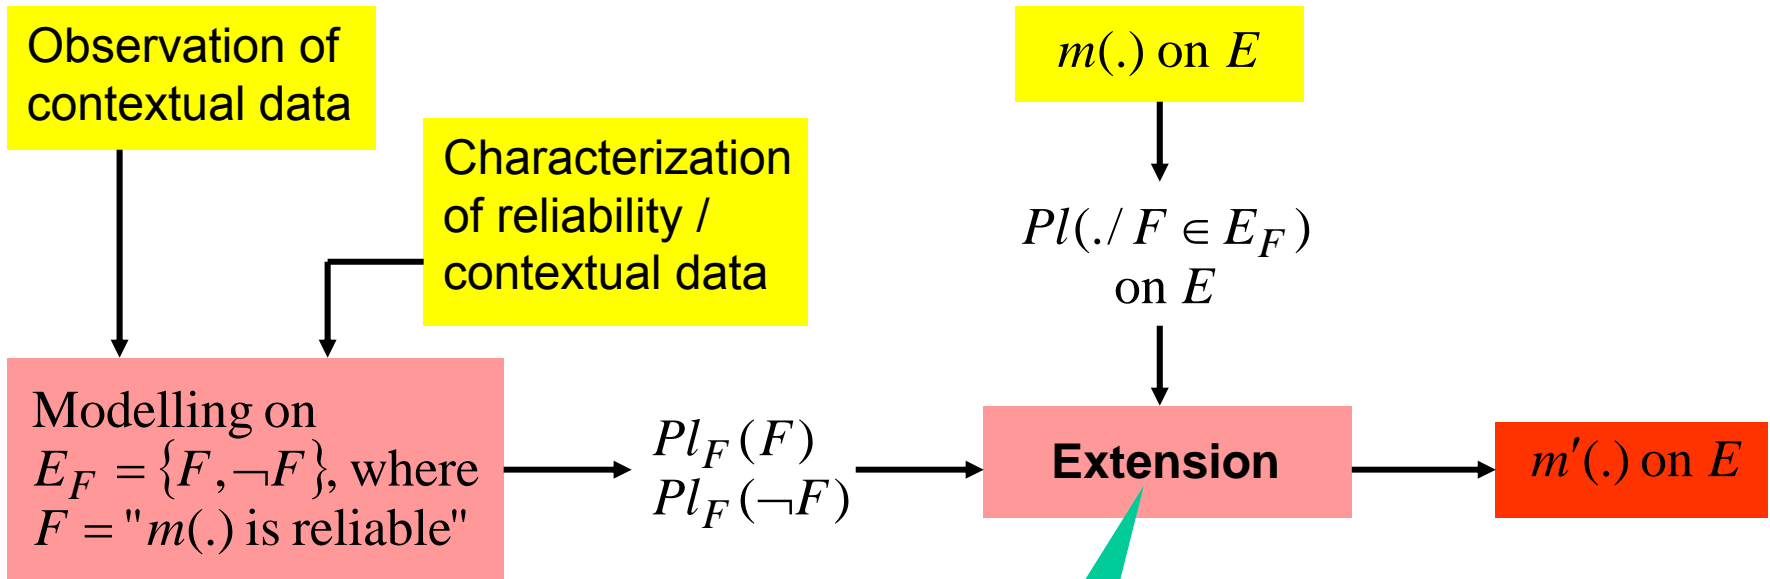 Observation of
contextual data
Characterization
of reliability /
contextual data
m(.) on E
Pl(./ F ∈ E_F)
on E
Modelling on
E_F = {F, ¬F}, where
F = "m(.) is reliable"
Pl_F(F)
Pl_F(¬F)
Extension
m′(.) on E